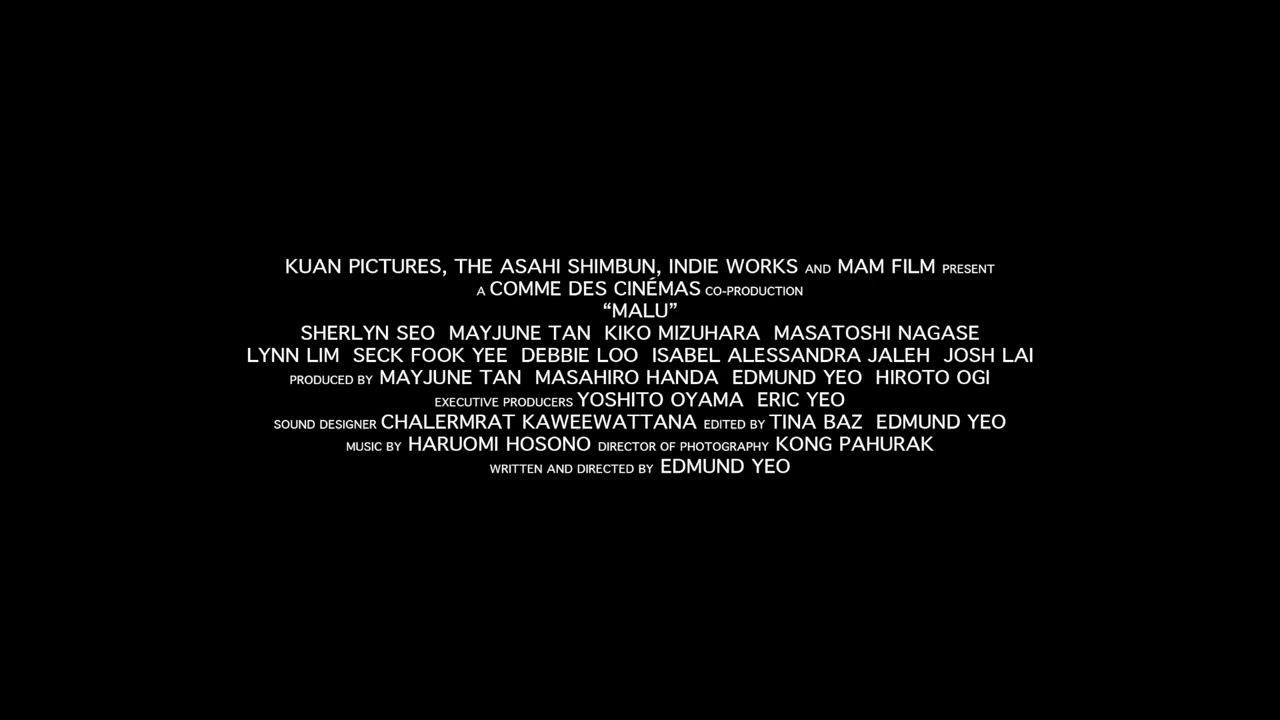 KUAN PICTURES, THE ASAHI SHIMBUN, INDIE WORKS AND MAM FILM PRESENT
A COMME DES CINÉMAS CO-PRODUCTION
“MALU”
SHERLYN SEO MAYJUNE TAN KIKO MIZUHARA MASATOSHI NAGASE
LYNN LIM SECK FOOK YEE DEBBIE LOO ISABEL ALESSANDRA JALEH JOSH LAI
PRODUCED BY MAYJUNE TAN MASAHIRO HANDA EDMUND YEO HIROTO OGI
EXECUTIVE PRODUCERS YOSHITO OYAMA ERIC YEO
SOUND DESIGNER CHALERMRAT KAWEEWATTANA EDITED BY TINA BAZ EDMUND YEO
MUSIC BY HARUOMI HOSONO DIRECTOR OF PHOTOGRAPHY KONG PAHURAK
WRITTEN AND DIRECTED BY EDMUND YEO